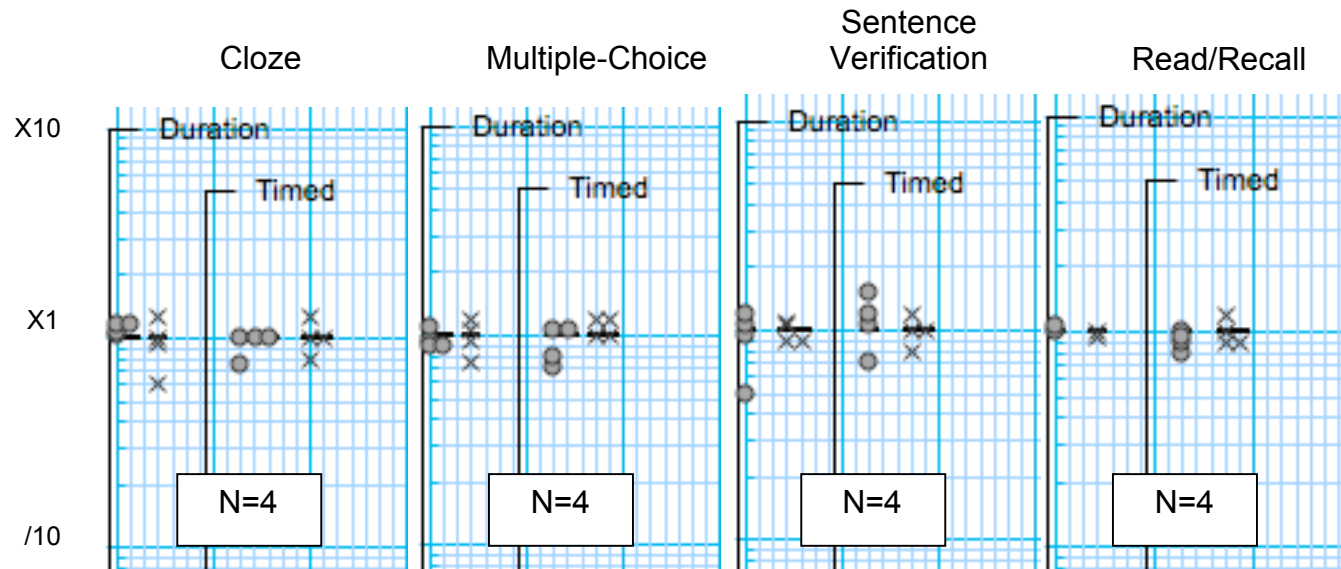 Cloze
Multiple-Choice
Sentence
Verification
Read/Recall
X10
X1
/10
Duration
Timed
N=4
Duration
Timed
N=4
Duration
Timed
N=4
Duration
Timed
N=4